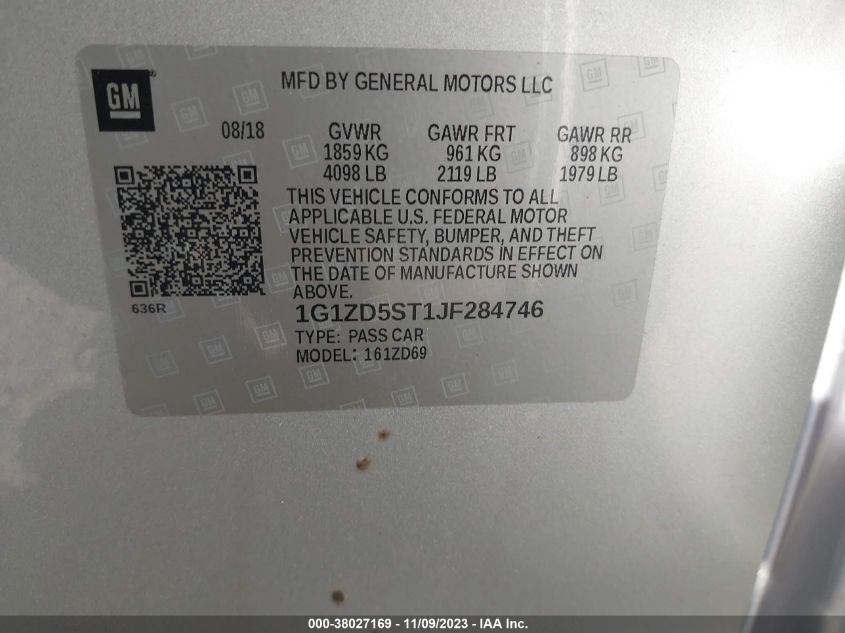 GM
MFD BY GENERAL MOTORS LLC
08/18 GVWR GAWR FRT GAWR RR
1859 KG 961 KG 898 KG
4098 LB 2119 LB 1979 LB
THIS VEHICLE CONFORMS TO ALL
APPLICABLE U.S. FEDERAL MOTOR
VEHICLE SAFETY, BUMPER, AND THEFT
PREVENTION STANDARDS IN EFFECT ON
THE DATE OF MANUFACTURE SHOWN
ABOVE.
636R
1G1ZD5ST1JF284746
TYPE: PASS CAR
MODEL: 161ZD69
000-38027169 - 11/09/2023 - IAA Inc.